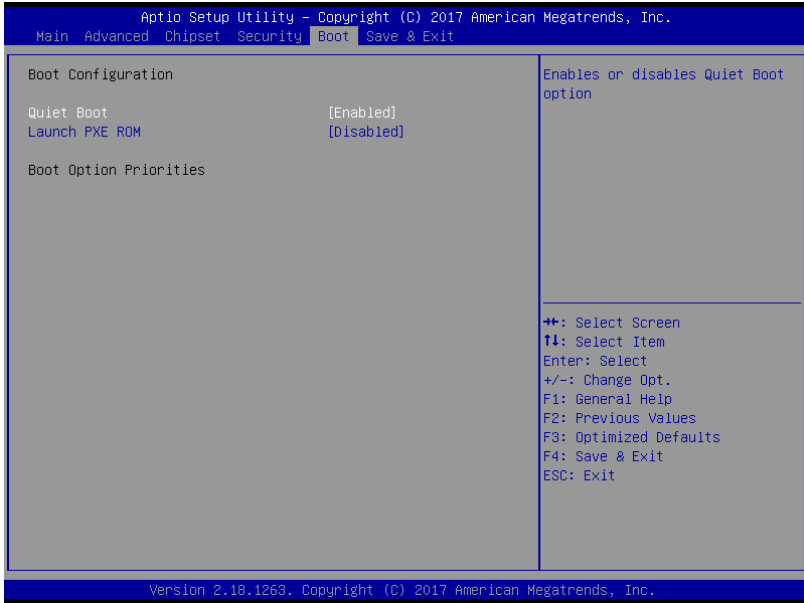 Aptio Setup Utility – Copyright (C) 2017 American Megatrends, Inc.
Main Advanced Chipset Security Boot Save & Exit
Boot Configuration
Quiet Boot [Enabled]
Launch PXE ROM [Disabled]
Boot Option Priorities
Enables or disables Quiet Boot
option
→←: Select Screen
↑↓: Select Item
Enter: Select
+/-: Change Opt.
F1: General Help
F2: Previous Values
F3: Optimized Defaults
F4: Save & Exit
ESC: Exit
Version 2.18.1263. Copyright (C) 2017 American Megatrends, Inc.